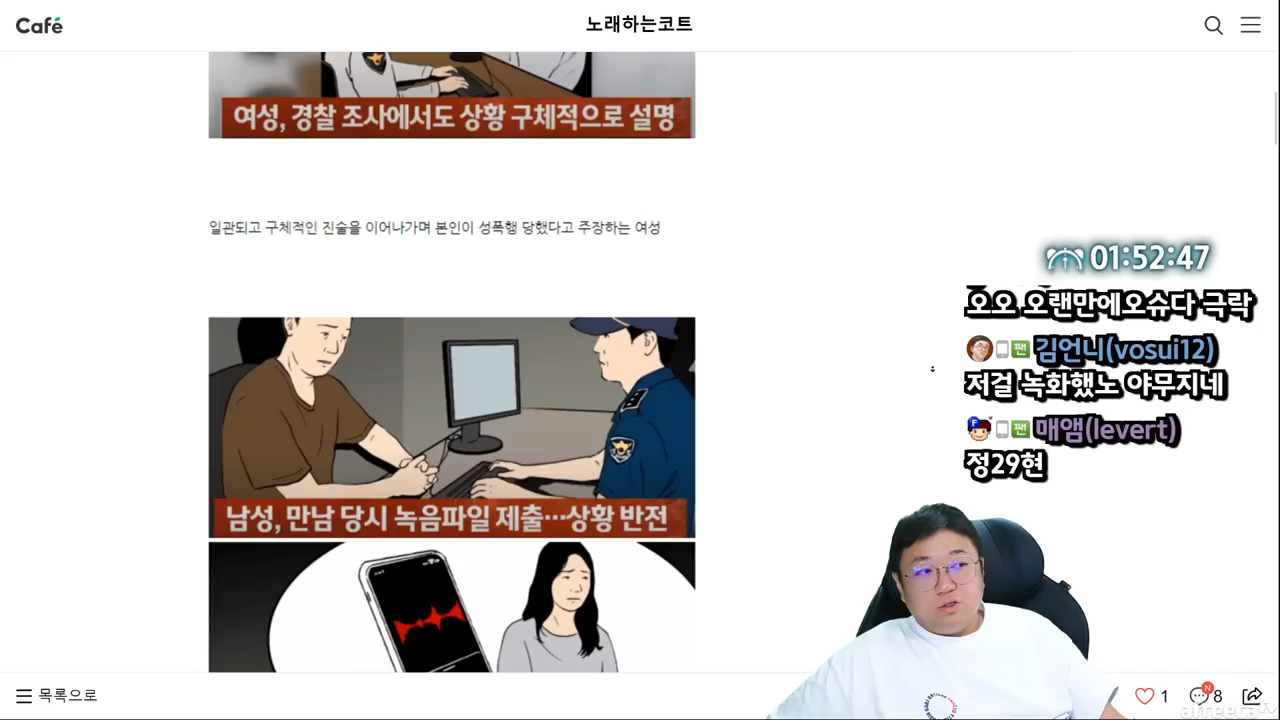 Café
노래하는코트
여성, 경찰 조사에서도 상황 구체적으로 설명
일관되고 구체적인 진술을 이어나가며 본인이 성폭행 당했다고 주장하는 여성
01:52:47
오오 오랜만에오슈다 극락
김언니(vosui12)
저걸 녹화했노 야무지네
매앰(levert)
정29현
남성, 만남 당시 녹음파일 제출…상황 반전
목록으로
1
N
8
afreecaTV